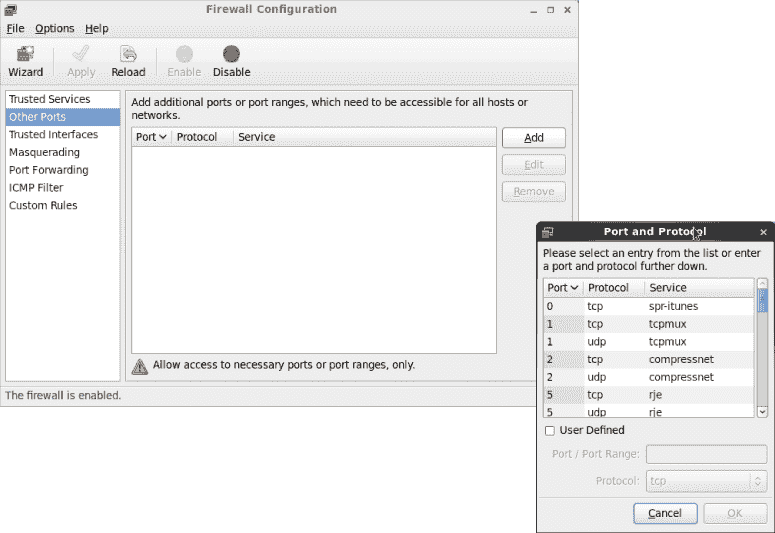 Firewall Configuration
File Options Help
Wizard Apply Reload Enable Disable
Trusted Services
Other Ports
Trusted Interfaces
Masquerading
Port Forwarding
ICMP Filter
Custom Rules
Add additional ports or port ranges, which need to be accessible for all hosts or
networks.
Port Protocol Service
Add
Edit
Remove
Allow access to necessary ports or port ranges, only.
The firewall is enabled.
Port and Protocol
Please select an entry from the list or enter
a port and protocol further down.
Port Protocol Service
0 tcp spr-itunes
1 tcp tcpmux
1 udp tcpmux
2 tcp compressnet
2 udp compressnet
5 tcp rje
5 udp rje
User Defined
Port / Port Range:
Protocol: tcp
Cancel OK